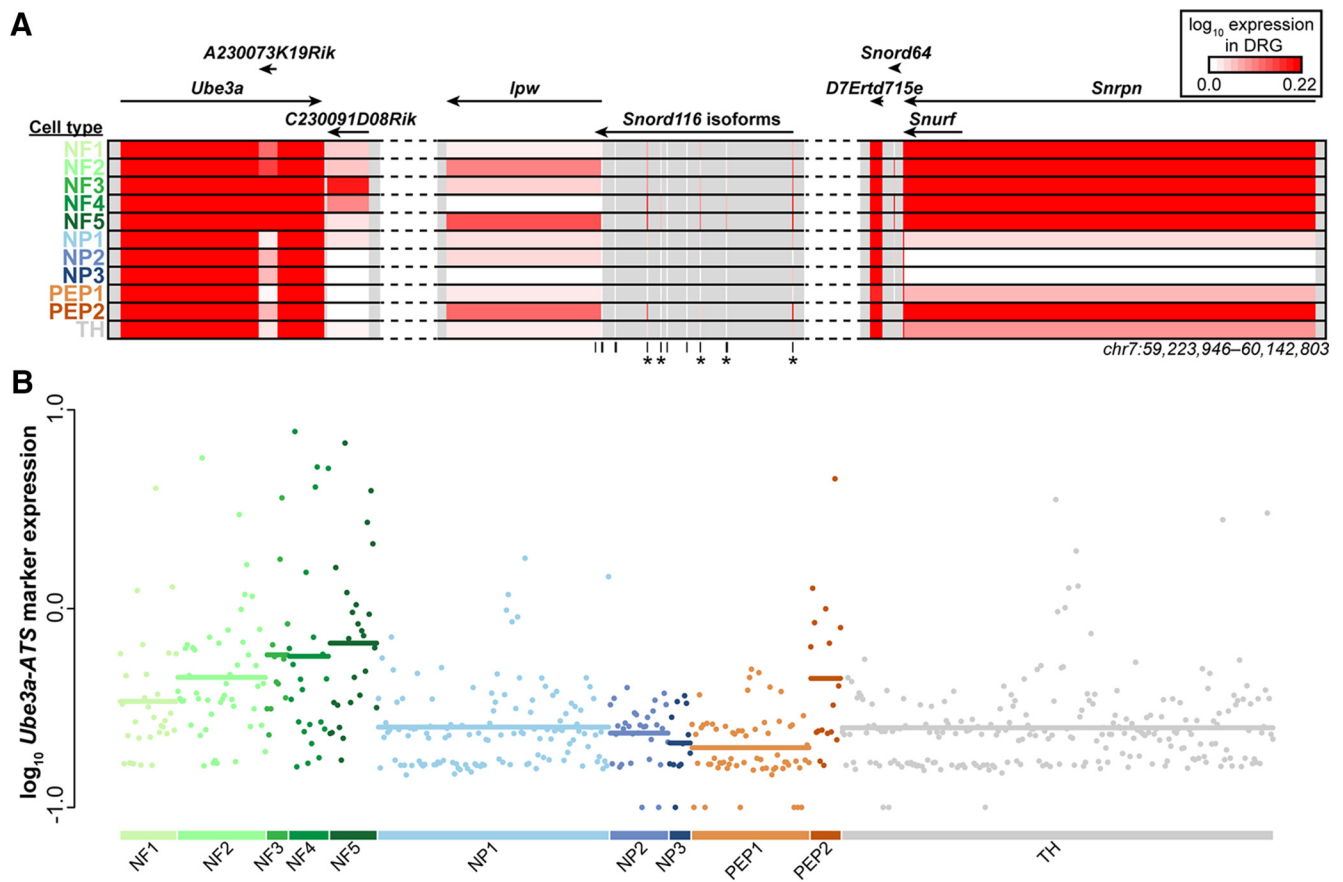 A
log10 expression
in DRG
0.0 0.22
A230073K19Rik
Snord64
Ube3a
Ipw
D7Ertd715e
Snrpn
Cell type
C230091D08Rik
Snord116 isoforms
Snurf
NF1
NF2
NF3
NF4
NF5
NP1
NP2
NP3
PEP1
PEP2
TH
* * * * *
chr7:59,223,946–60,142,803
B
log10 Ube3a-ATS marker expression
1.0
0.0
-1.0
NF1 NF2 NF3 NF4 NF5 NP1 NP2 NP3 PEP1 PEP2 TH